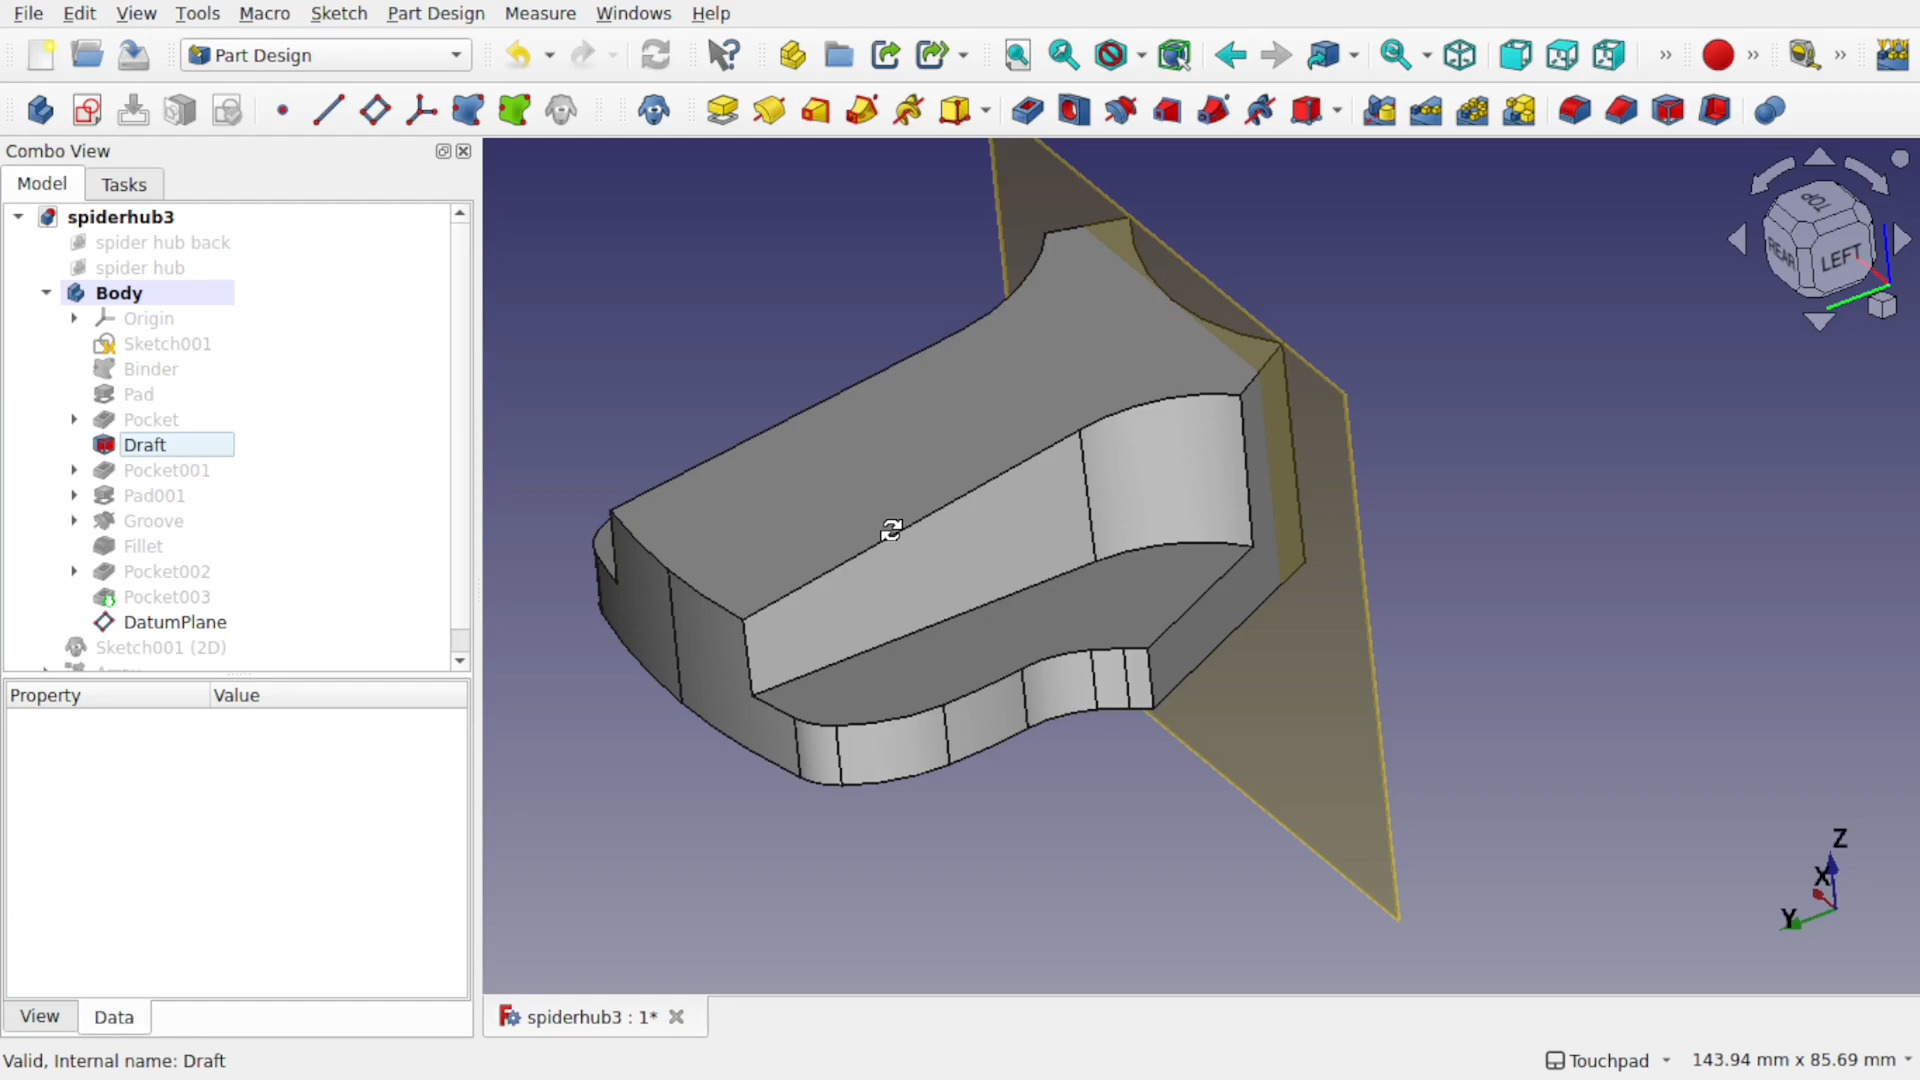 File Edit View Tools Macro Sketch Part Design Measure Windows Help
Part Design
Combo View
Model Tasks
spiderhub3
spider hub back
spider hub
Body
Origin
Sketch001
Binder
Pad
Pocket
Draft
Pocket001
Pad001
Groove
Fillet
Pocket002
Pocket003
DatumPlane
Sketch001 (2D)
Property Value
View Data
TOP
REAR
LEFT
Z
X
Y
spiderhub3 : 1*
Valid, Internal name: Draft
Touchpad 143.94 mm x 85.69 mm